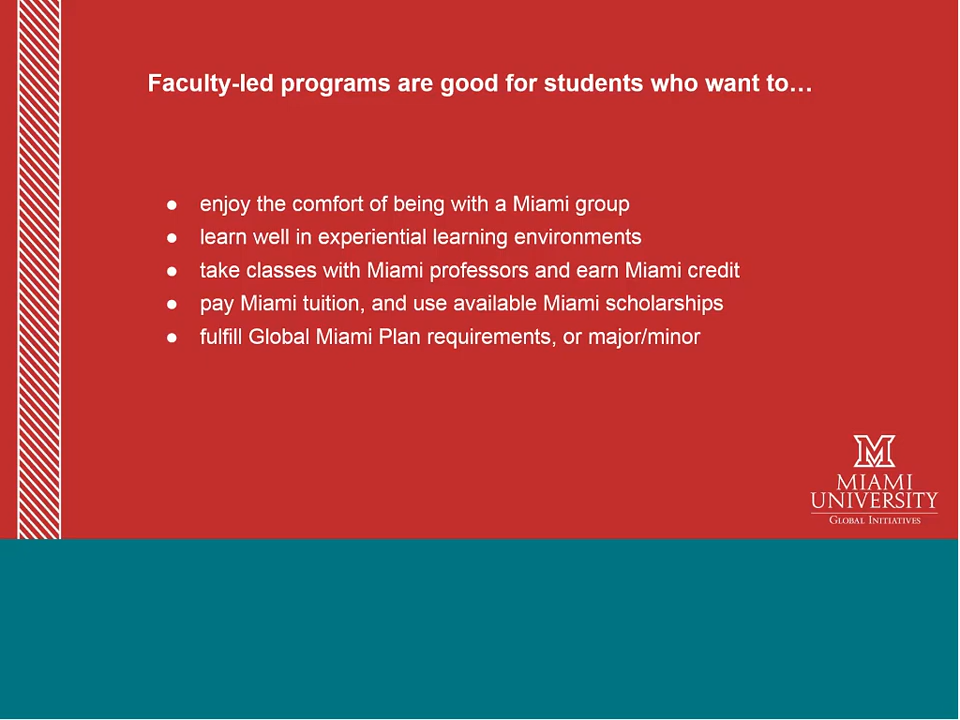 Faculty-led programs are good for students who want to…
● enjoy the comfort of being with a Miami group
● learn well in experiential learning environments
● take classes with Miami professors and earn Miami credit
● pay Miami tuition, and use available Miami scholarships
● fulfill Global Miami Plan requirements, or major/minor
M
MIAMI
UNIVERSITY
GLOBAL INITIATIVES